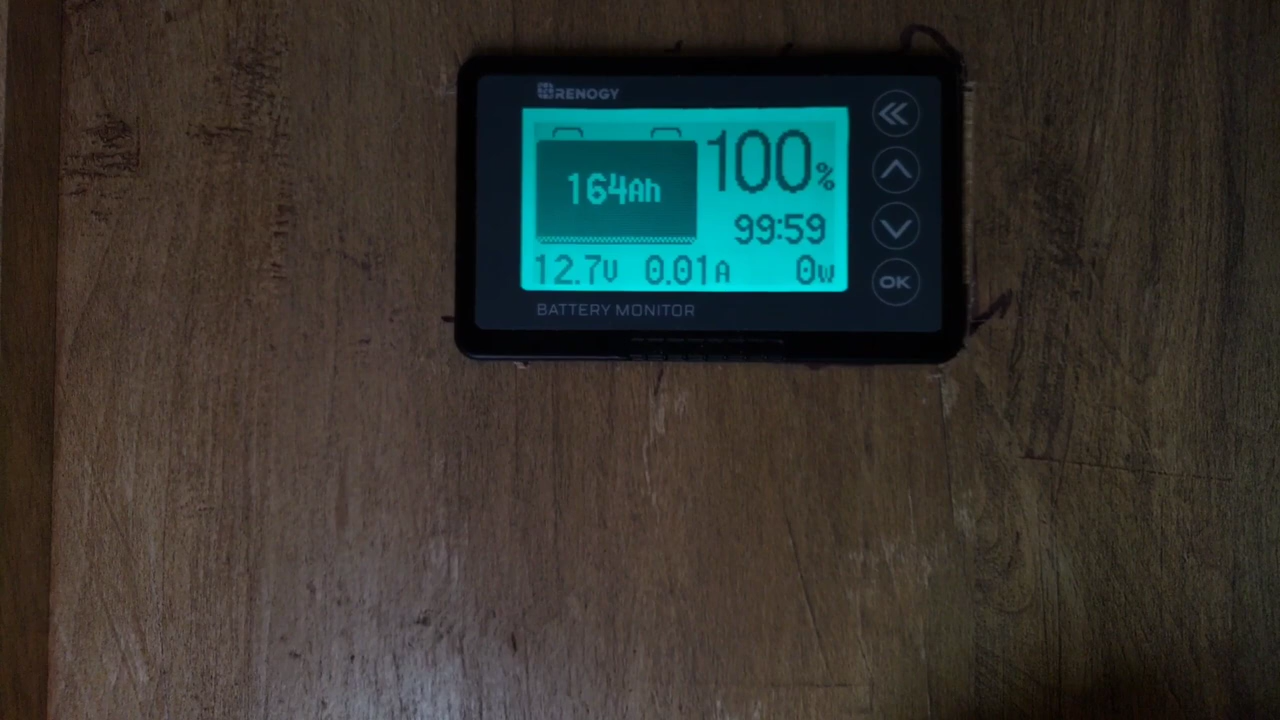 RENOGY
164Ah
100%
99:59
12.7V 0.01A 0W
OK
BATTERY MONITOR